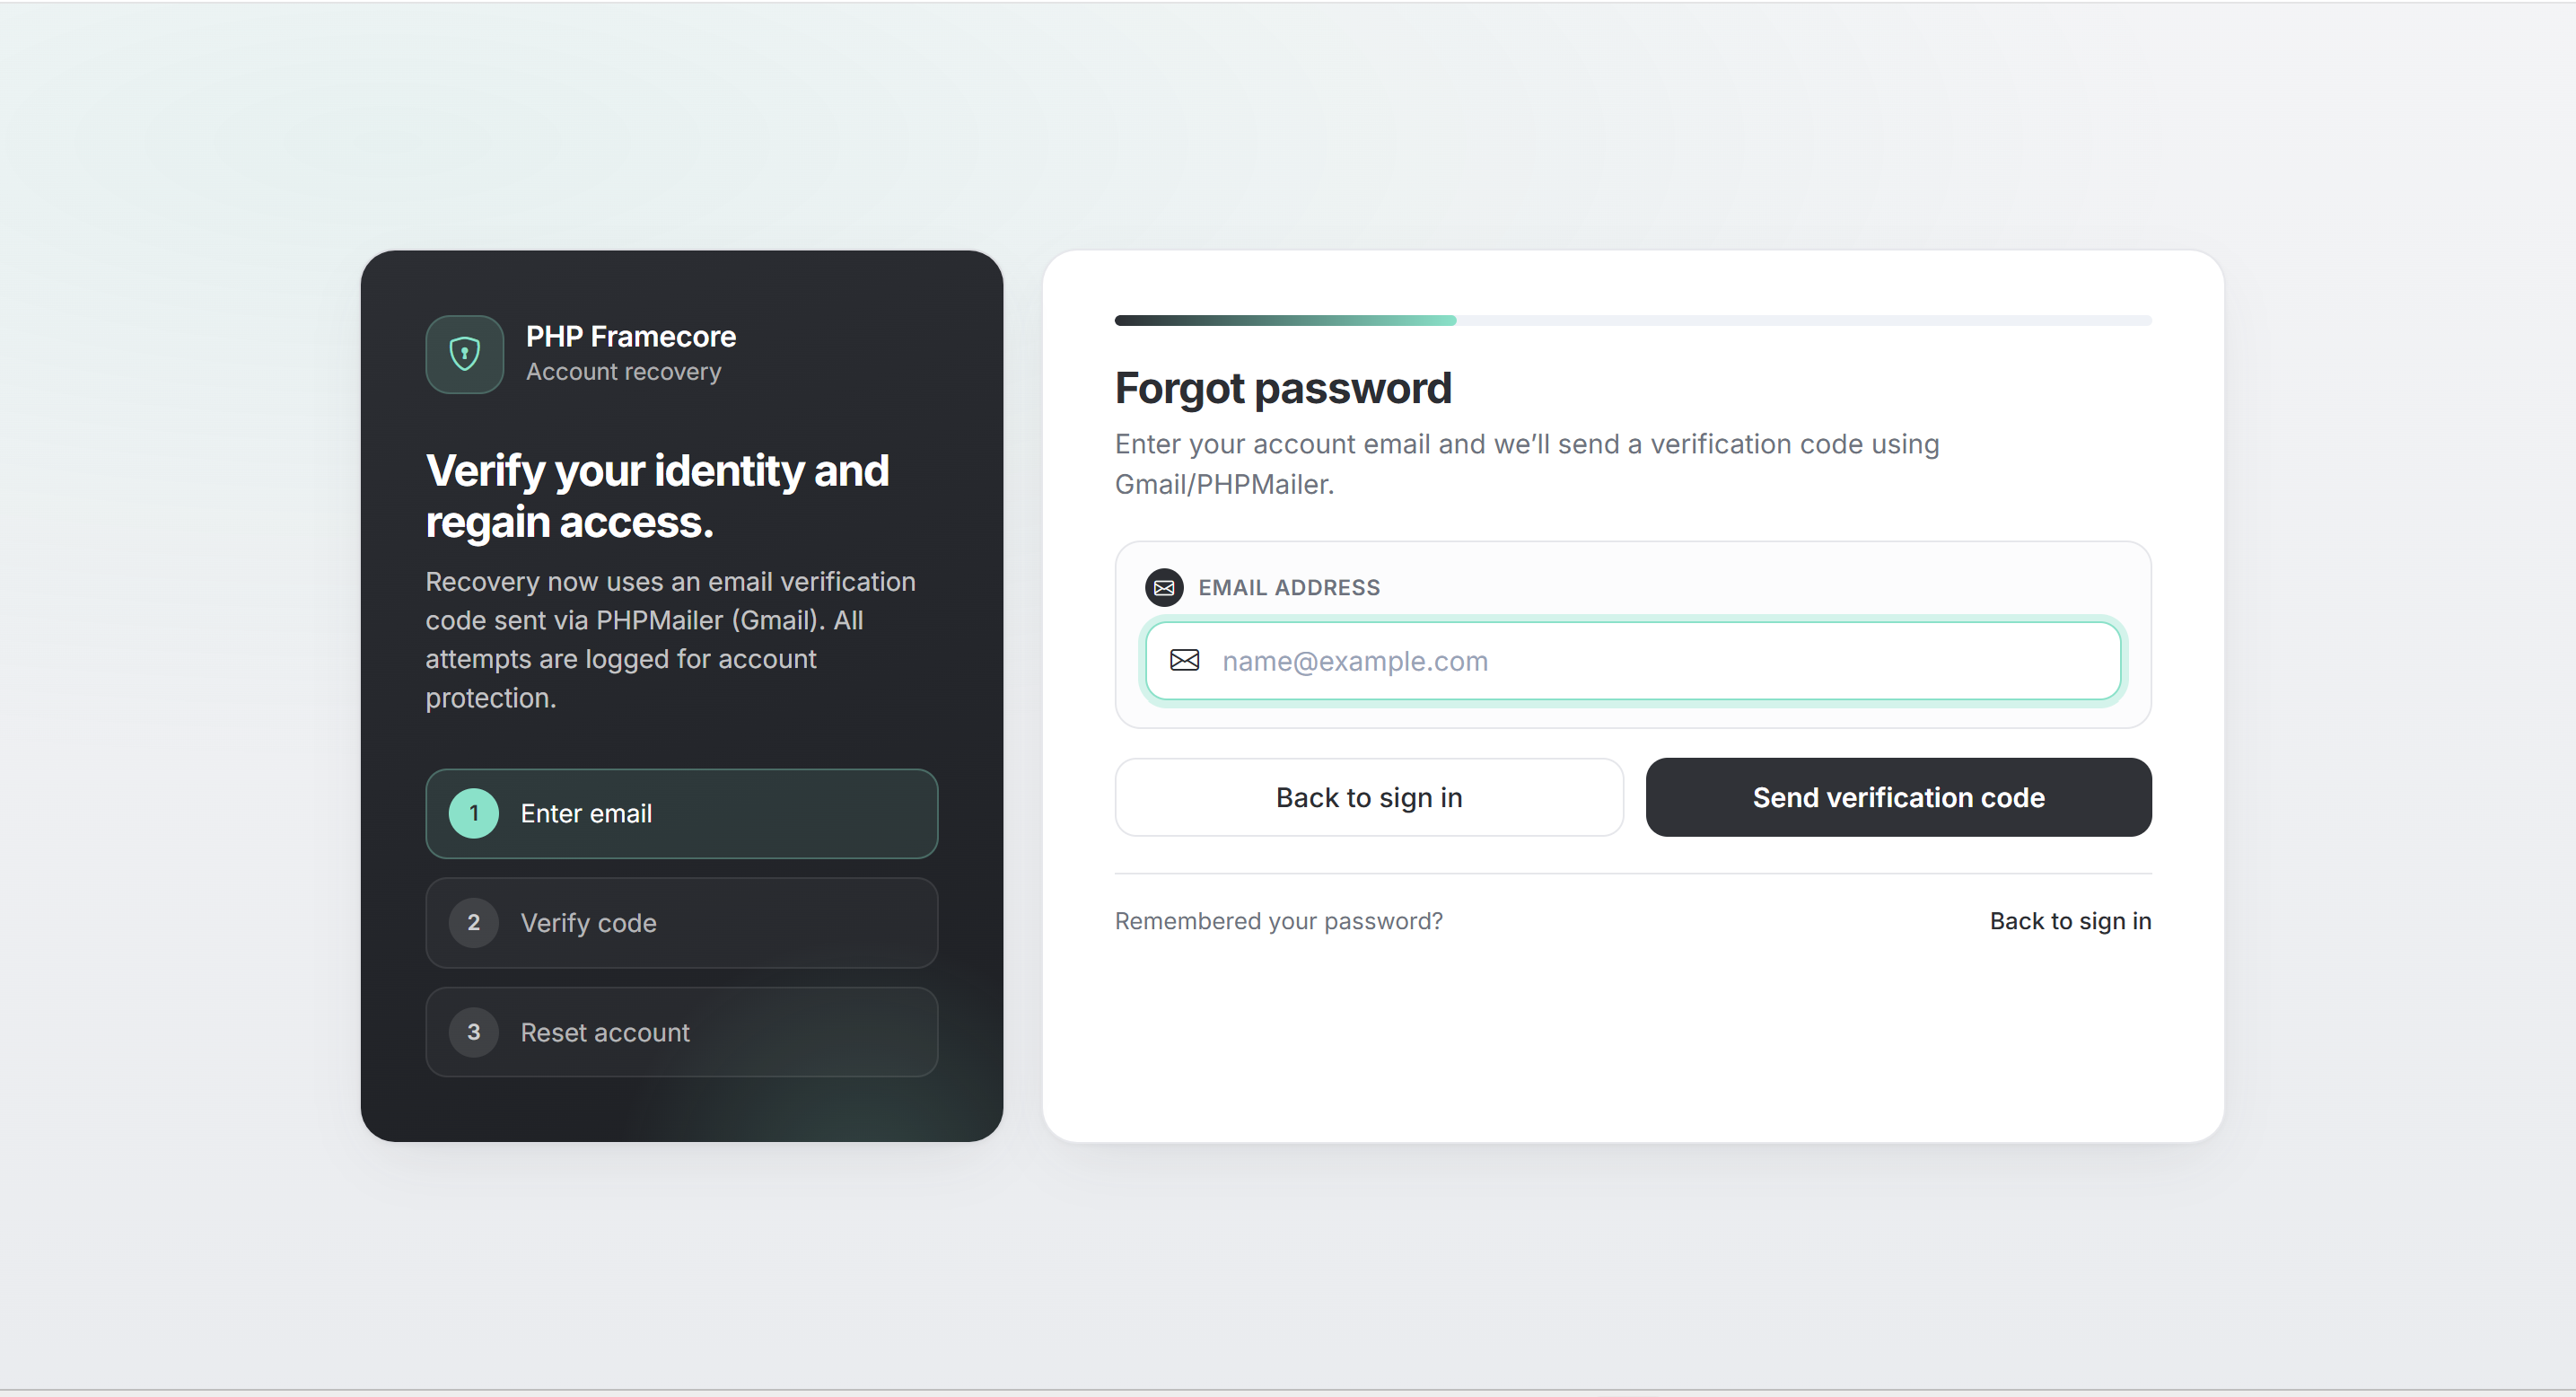 PHP Framecore
Account recovery
Verify your identity and
regain access.
Recovery now uses an email verification
code sent via PHPMailer (Gmail). All
attempts are logged for account
protection.
1 Enter email
2 Verify code
3 Reset account
Forgot password
Enter your account email and we’ll send a verification code using
Gmail/PHPMailer.
EMAIL ADDRESS
name@example.com
Back to sign in
Send verification code
Remembered your password?
Back to sign in